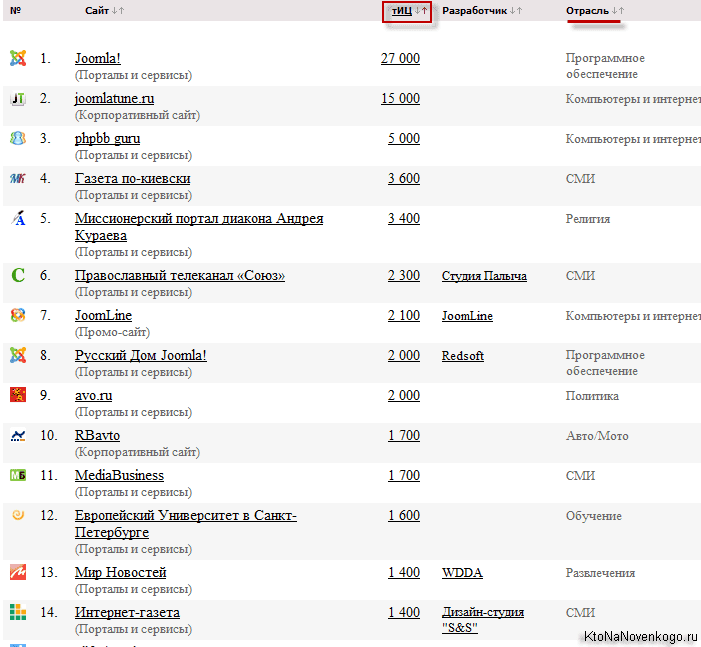 № Сайт ↓↑ тИЦ ↓↑ Разработчик ↓↑ Отрасль ↓↑
1. Joomla! 27 000 Программное
(Порталы и сервисы) обеспечение
2. joomlatune.ru 15 000 Компьютеры и интернет
(Корпоративный сайт)
3. phpbb guru 5 000 Компьютеры и интернет
(Порталы и сервисы)
4. Газета по-киевски 3 600 СМИ
(Порталы и сервисы)
5. Миссионерский портал диакона Андрея 3 400 Религия
Кураева
(Порталы и сервисы)
6. Православный телеканал «Союз» 2 300 Студия Палыча СМИ
(Порталы и сервисы)
7. JoomLine 2 100 JoomLine Компьютеры и интернет
(Промо-сайт)
8. Русский Дом Joomla! 2 000 Redsoft Программное
(Порталы и сервисы) обеспечение
9. avo.ru 2 000 Политика
(Порталы и сервисы)
10. RBavto 1 700 Авто/Мото
(Корпоративный сайт)
11. MediaBusiness 1 700 СМИ
(Порталы и сервисы)
12. Европейский Университет в Санкт- 1 600 Обучение
Петербурге
(Порталы и сервисы)
13. Мир Новостей 1 400 WDDA Развлечения
(Порталы и сервисы)
14. Интернет-газета 1 400 Дизайн-студия СМИ
(Порталы и сервисы) "S&S"
KtoNaNovenkogo.ru